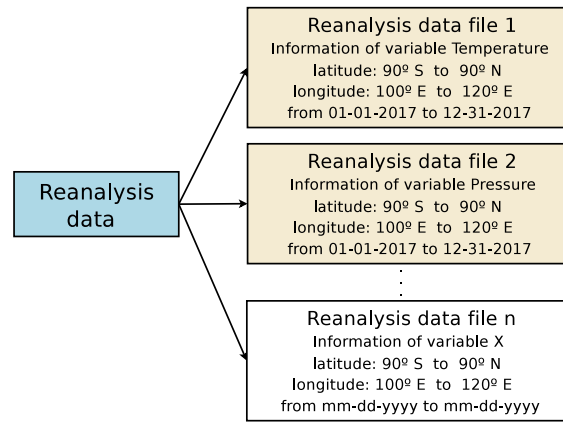 Reanalysis data file 1
Information of variable Temperature
latitude: 90º S to 90º N
longitude: 100º E to 120º E
from 01-01-2017 to 12-31-2017
Reanalysis
data
Reanalysis data file 2
Information of variable Pressure
latitude: 90º S to 90º N
longitude: 100º E to 120º E
from 01-01-2017 to 12-31-2017
Reanalysis data file n
Information of variable X
latitude: 90º S to 90º N
longitude: 100º E to 120º E
from mm-dd-yyyy to mm-dd-yyyy